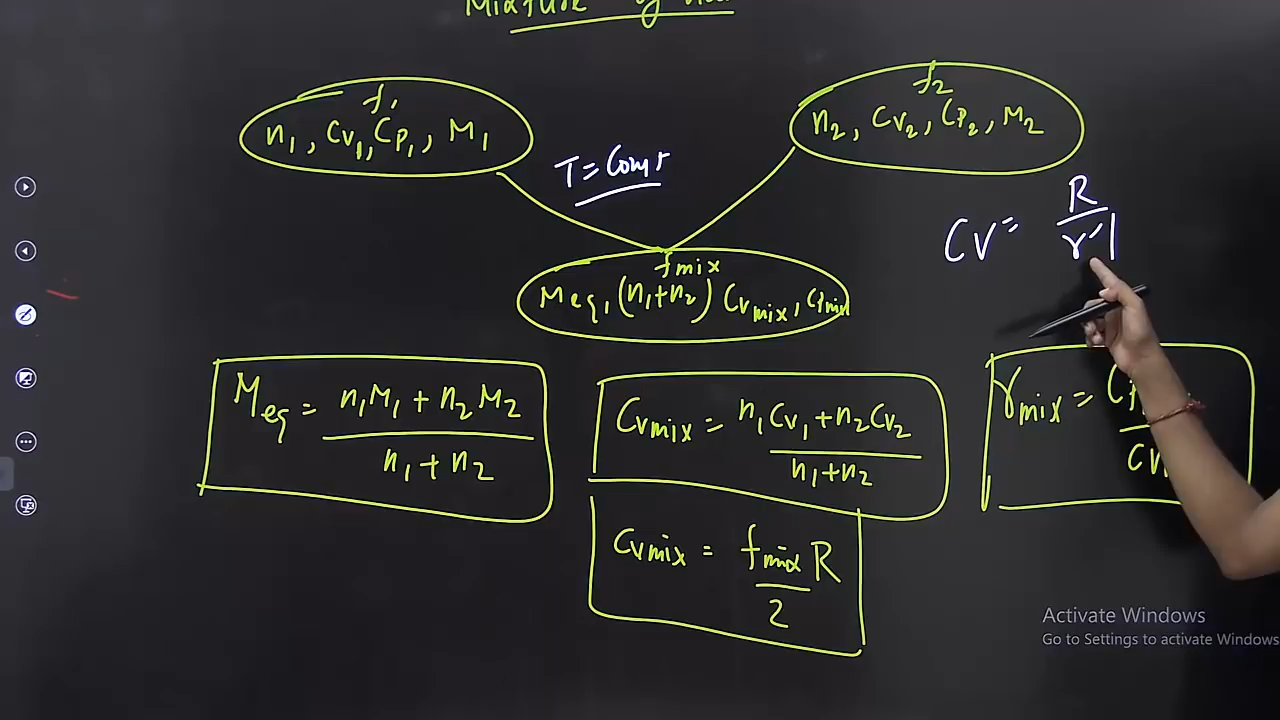 Mixture of
f1
n1, Cv1, Cp1, M1
f2
n2, Cv2, Cp2, M2
T = Const
Cv = R / γ-1
fmix
Meq, (n1+n2) Cvmix, Cpmix
Meq = n1M1 + n2M2 / n1 + n2
Cvmix = n1Cv1 + n2Cv2 / n1+n2
γmix = Cp / Cv
Cvmix = fmix R / 2
Activate Windows
Go to Settings to activate Windows